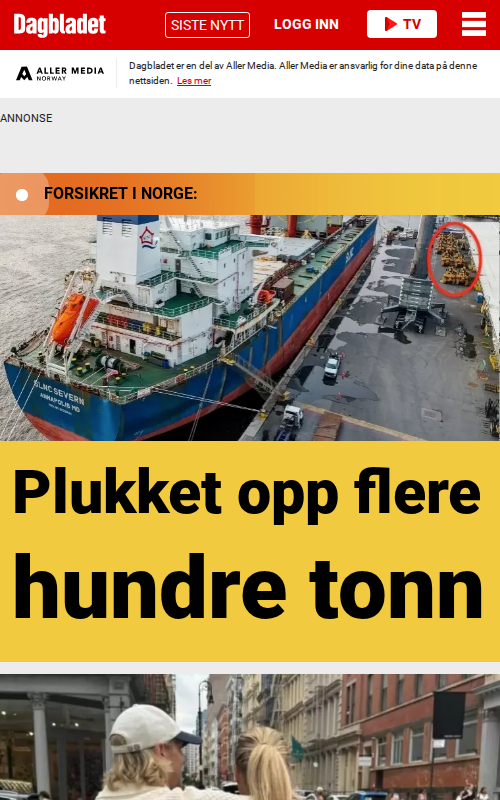 Dagbladet
SISTE NYTT
LOGG INN
TV
ALLER MEDIA
NORWAY
Dagbladet er en del av Aller Media. Aller Media er ansvarlig for dine data på denne
nettsiden. Les mer
ANNONSE
FORSIKRET I NORGE:
SLNC
SLNC SEVERN
ANNAPOLIS MD
Plukket opp flere
hundre tonn